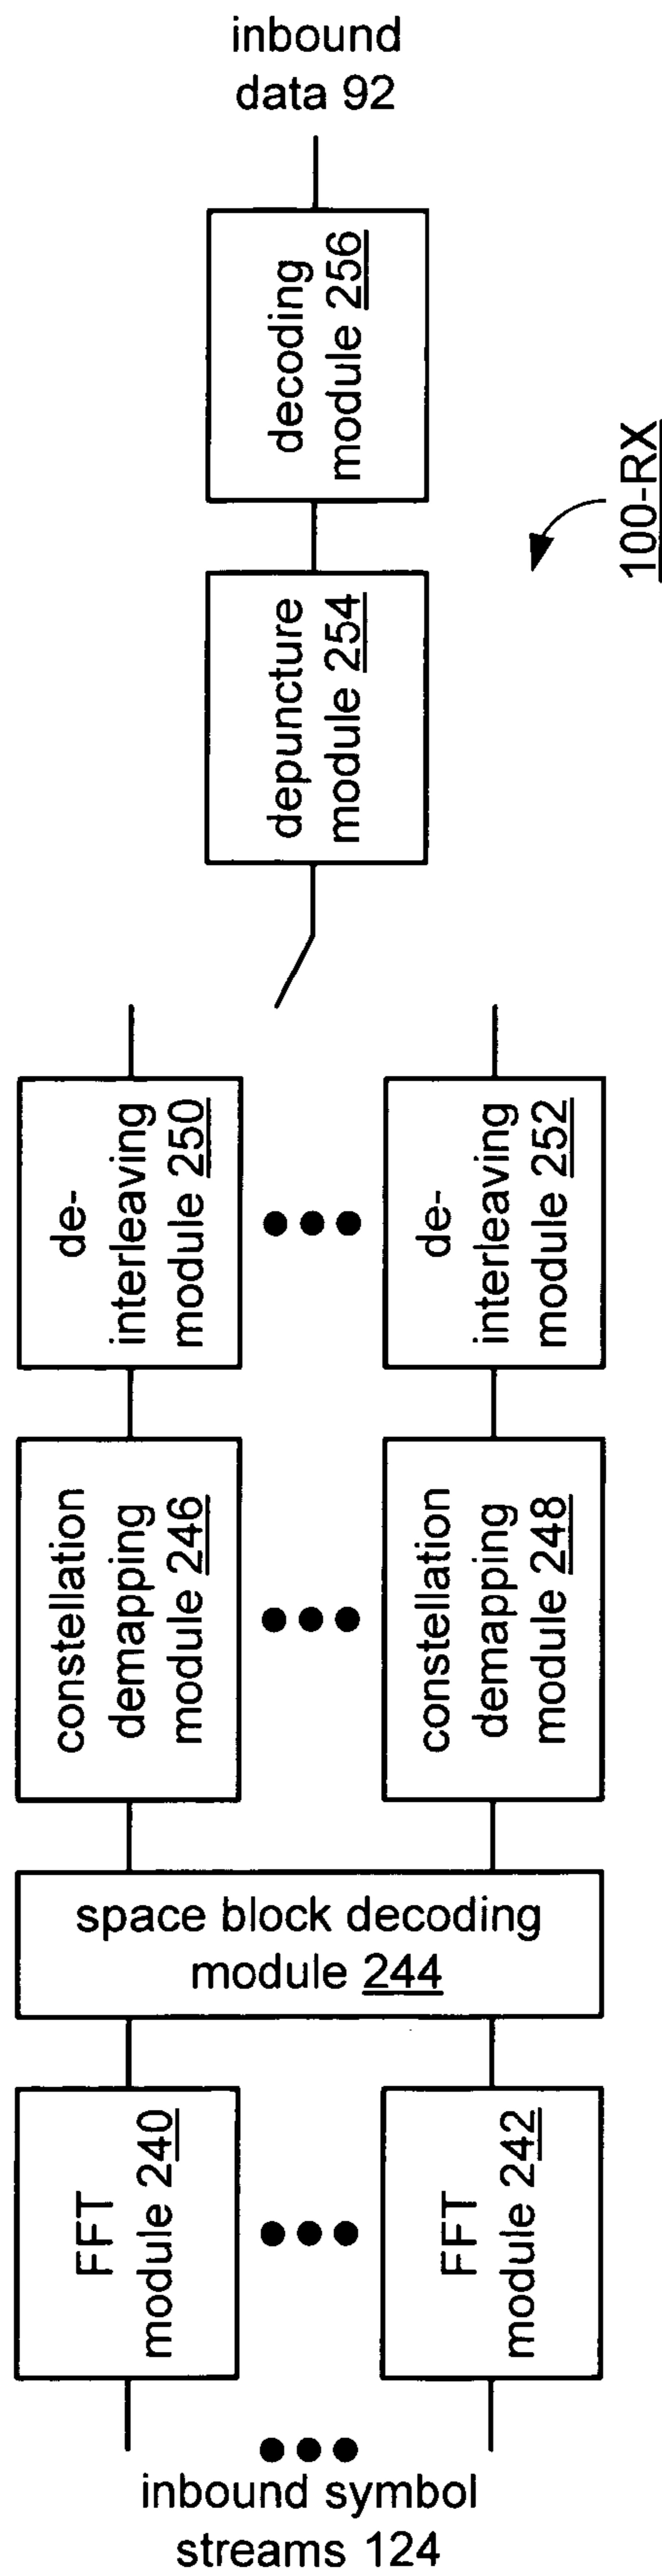 inbound
data 92
decoding
module 256
100-RX
depuncture
module 254
de-
interleaving
module 250
de-
interleaving
module 252
constellation
demapping
module 246
constellation
demapping
module 248
space block decoding
module 244
FFT
module 240
FFT
module 242
inbound symbol
streams 124